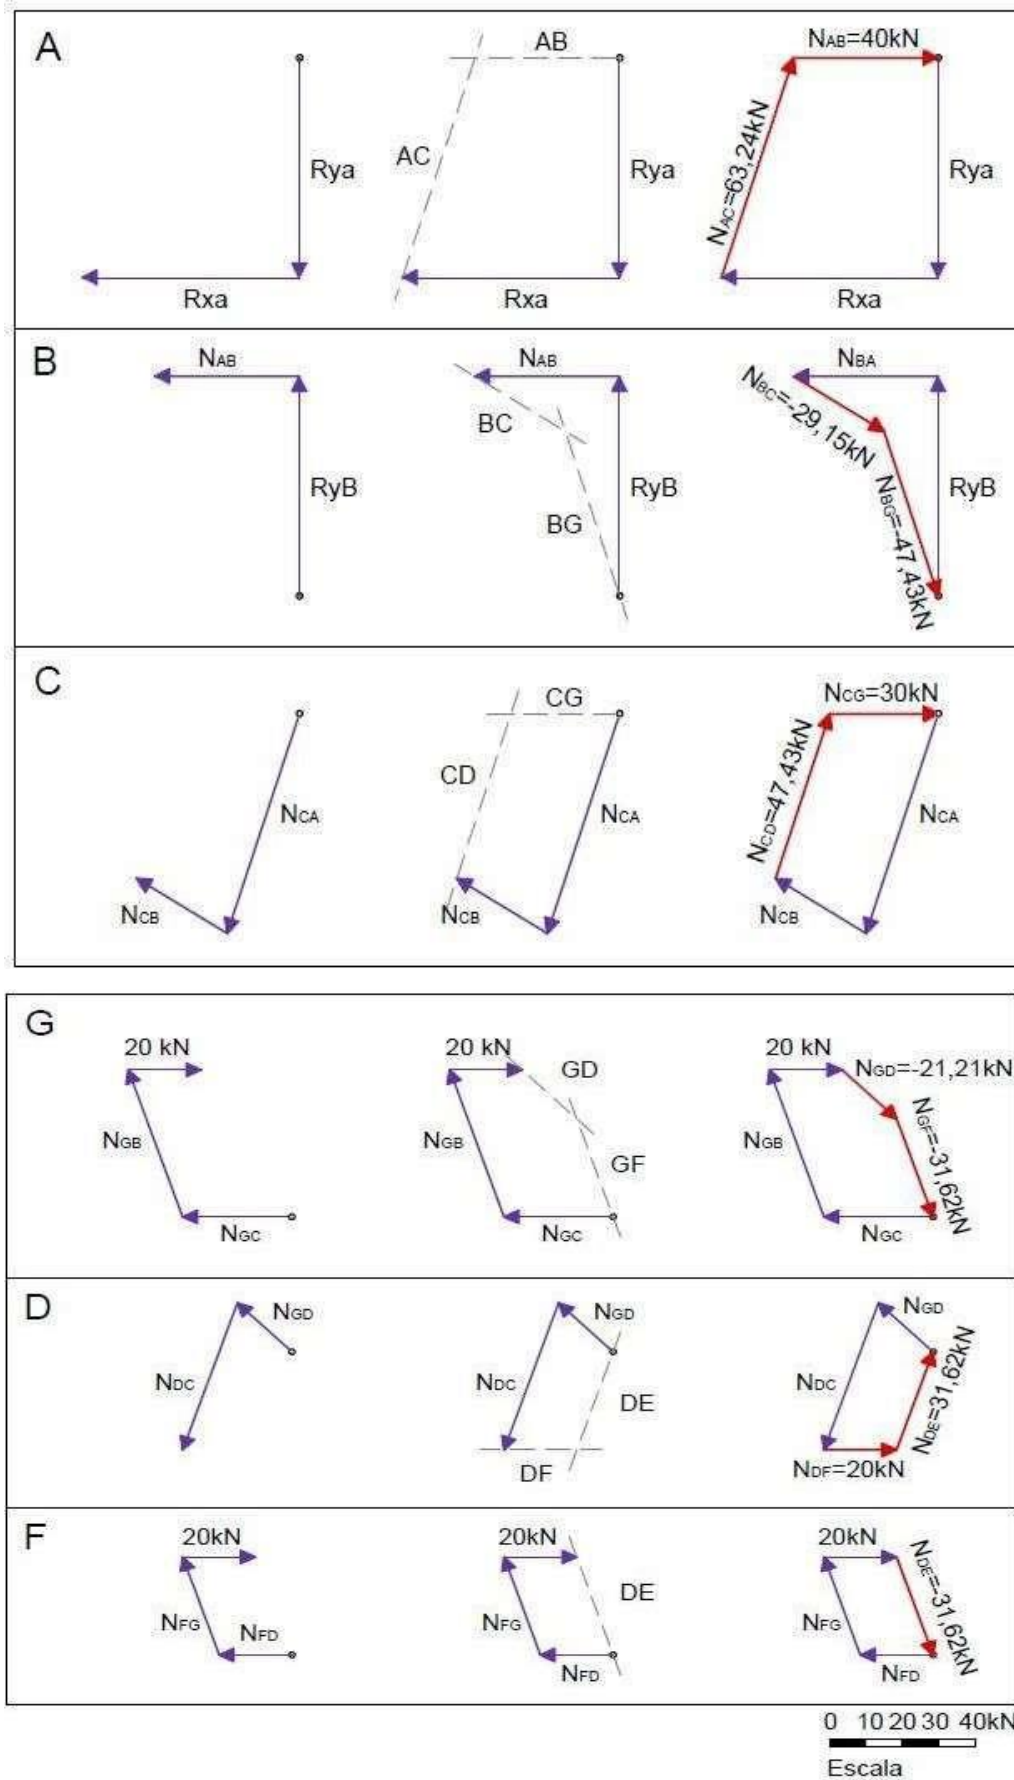 A
AB
NAB=40kN
AC
NAC=63,24kN
Rya
Rya
Rya
Rxa
Rxa
Rxa
B
NAB
NAB
NBA
BC
NBC=-29,15kN
RyB
RyB
RyB
BG
NBG=-47,43kN
C
CG
NCG=30kN
CD
NCD=47,43kN
NCA
NCA
NCA
NCB
NCB
NCB
G
20 kN
20 kN
20 kN
GD
NGD=-21,21kN
NGB
NGB
NGB
GF
NGF=-31,62kN
NGC
NGC
NGC
D
NGD
NGD
NGD
NDC
NDC
NDC
DE
NDE=31,62kN
DF
NDF=20kN
F
20kN
20kN
20kN
DE
NDE=-31,62kN
NFG
NFG
NFG
NFD
NFD
NFD
0 10 20 30 40kN
Escala